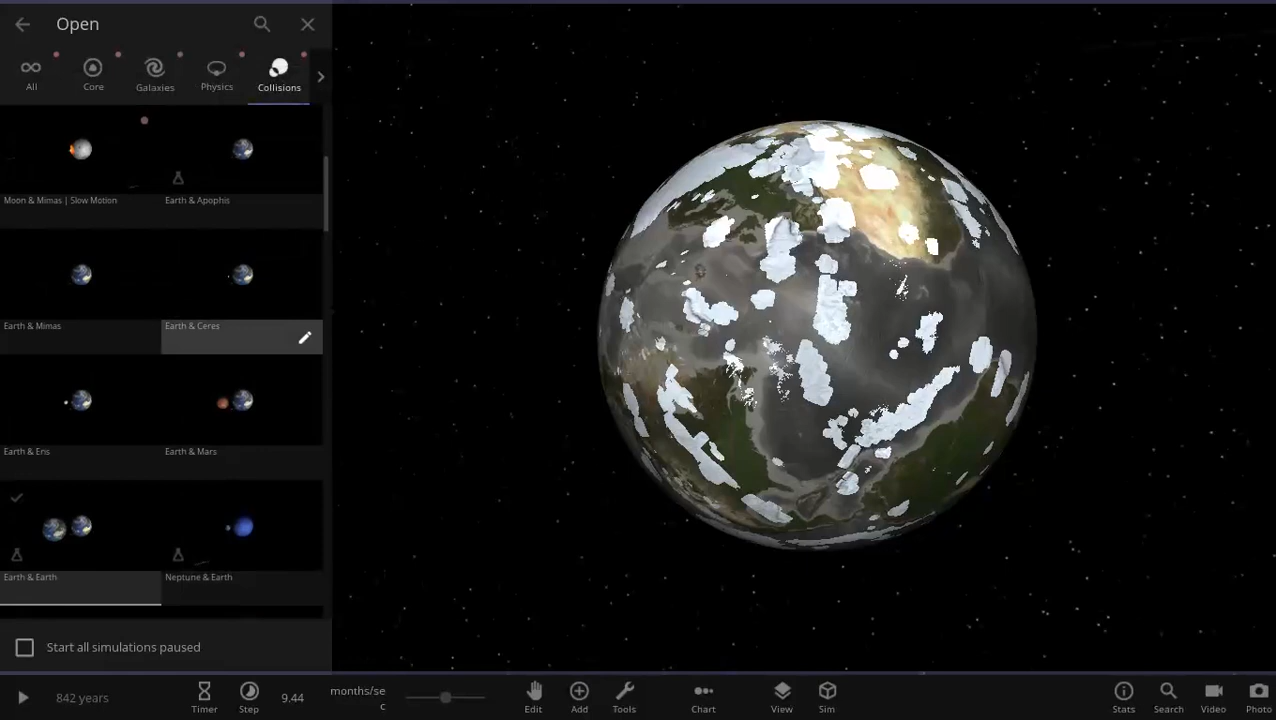 Open
All
Core
Galaxies
Physics
Collisions
Moon & Mimas | Slow Motion
Earth & Apophis
Earth & Mimas
Earth & Ceres
Earth & Eris
Earth & Mars
Earth & Earth
Neptune & Earth
Start all simulations paused
842 years
Timer
Step
9.44
months/se
c
Edit
Add
Tools
Chart
View
Sim
Stats
Search
Video
Photo